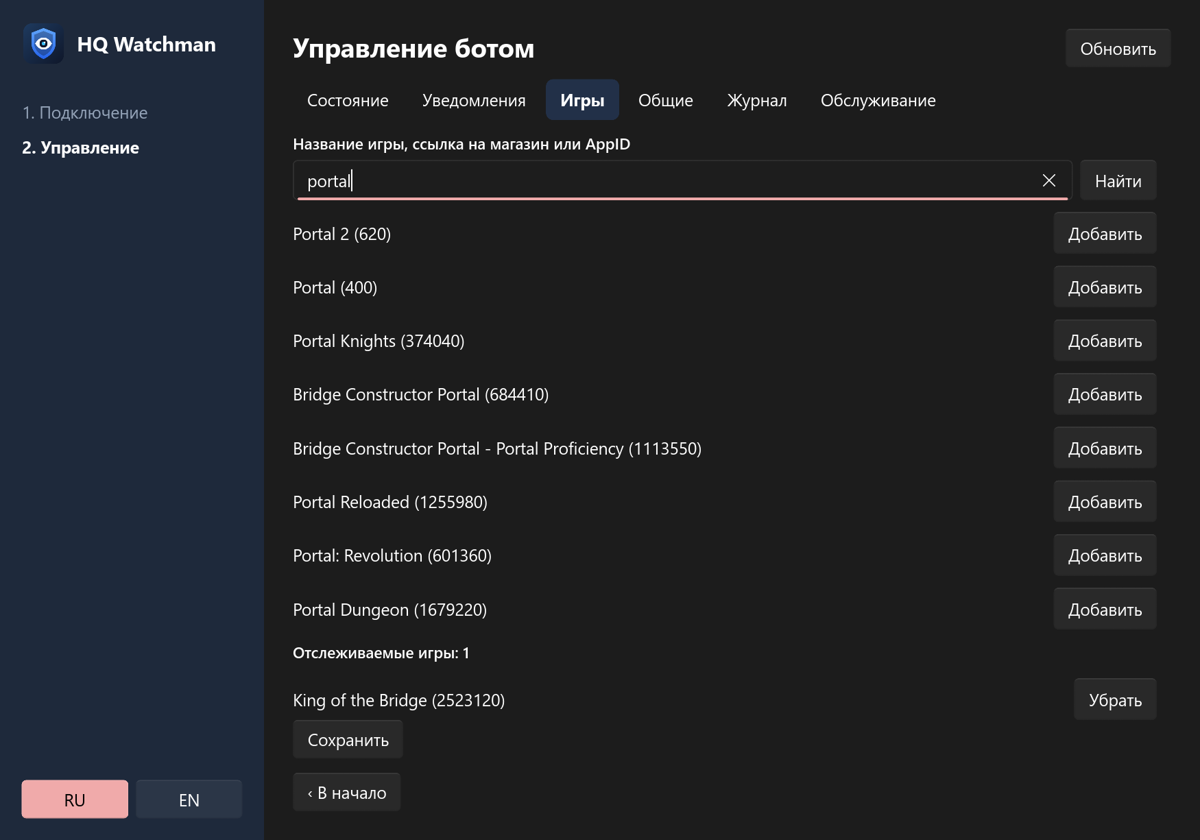 HQ Watchman
1. Подключение
2. Управление
RU
EN
Управление ботом
Обновить
Состояние
Уведомления
Игры
Общие
Журнал
Обслуживание
Название игры, ссылка на магазин или AppID
portal
Найти
Portal 2 (620)
Добавить
Portal (400)
Добавить
Portal Knights (374040)
Добавить
Bridge Constructor Portal (684410)
Добавить
Bridge Constructor Portal - Portal Proficiency (1113550)
Добавить
Portal Reloaded (1255980)
Добавить
Portal: Revolution (601360)
Добавить
Portal Dungeon (1679220)
Добавить
Отслеживаемые игры: 1
King of the Bridge (2523120)
Убрать
Сохранить
‹ В начало